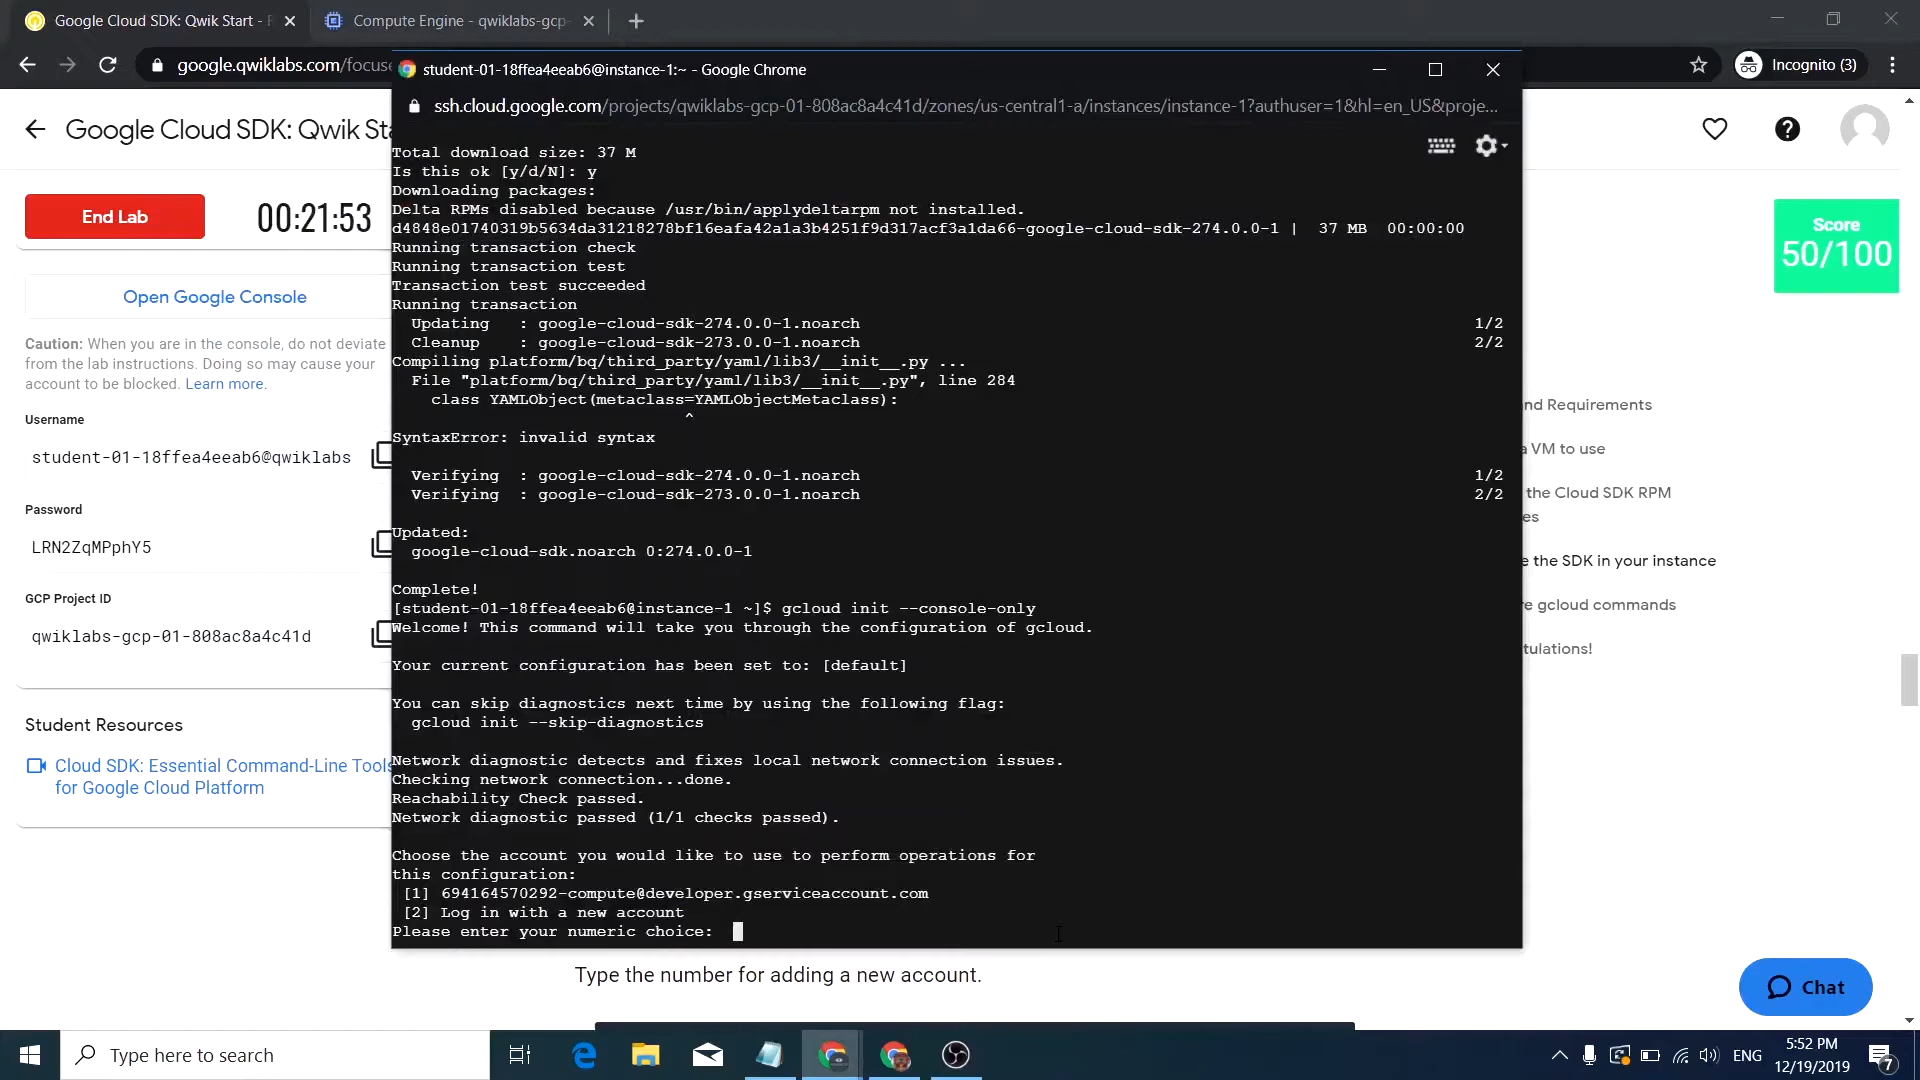 Google Cloud SDK: Qwik Start -
Compute Engine - qwiklabs-gcp-
google.qwiklabs.com/focuse
Incognito (3)
student-01-18ffea4eeab6@instance-1:~ - Google Chrome
ssh.cloud.google.com/projects/qwiklabs-gcp-01-808ac8a4c41d/zones/us-central1-a/instances/instance-1?authuser=1&hl=en_US&proje...
Google Cloud SDK: Qwik Sta
End Lab
00:21:53
Open Google Console
Caution: When you are in the console, do not deviate
from the lab instructions. Doing so may cause your
account to be blocked. Learn more.
Username
student-01-18ffea4eeab6@qwiklabs
Password
LRN2ZqMPphY5
GCP Project ID
qwiklabs-gcp-01-808ac8a4c41d
Student Resources
Cloud SDK: Essential Command-Line Tools
for Google Cloud Platform
Total download size: 37 M
Is this ok [y/d/N]: y
Downloading packages:
Delta RPMs disabled because /usr/bin/applydeltarpm not installed.
d4848e01740319b5634da31218278bf16eafa42a1a3b4251f9d317acf3a1da66-google-cloud-sdk-274.0.0-1 | 37 MB 00:00:00
Running transaction check
Running transaction test
Transaction test succeeded
Running transaction
Updating : google-cloud-sdk-274.0.0-1.noarch 1/2
Cleanup : google-cloud-sdk-273.0.0-1.noarch 2/2
Compiling platform/bq/third_party/yaml/lib3/__init__.py ...
File "platform/bq/third_party/yaml/lib3/__init__.py", line 284
class YAMLObject(metaclass=YAMLObjectMetaclass):
^
SyntaxError: invalid syntax
Verifying : google-cloud-sdk-274.0.0-1.noarch 1/2
Verifying : google-cloud-sdk-273.0.0-1.noarch 2/2
Updated:
google-cloud-sdk.noarch 0:274.0.0-1
Complete!
[student-01-18ffea4eeab6@instance-1 ~]$ gcloud init --console-only
Welcome! This command will take you through the configuration of gcloud.
Your current configuration has been set to: [default]
You can skip diagnostics next time by using the following flag:
gcloud init --skip-diagnostics
Network diagnostic detects and fixes local network connection issues.
Checking network connection...done.
Reachability Check passed.
Network diagnostic passed (1/1 checks passed).
Choose the account you would like to use to perform operations for
this configuration:
[1] 694164570292-compute@developer.gserviceaccount.com
[2] Log in with a new account
Please enter your numeric choice:
Type the number for adding a new account.
Score
50/100
nd Requirements
a VM to use
the Cloud SDK RPM
es
e the SDK in your instance
re gcloud commands
tulations!
Chat
Type here to search
ENG
5:52 PM
12/19/2019
7